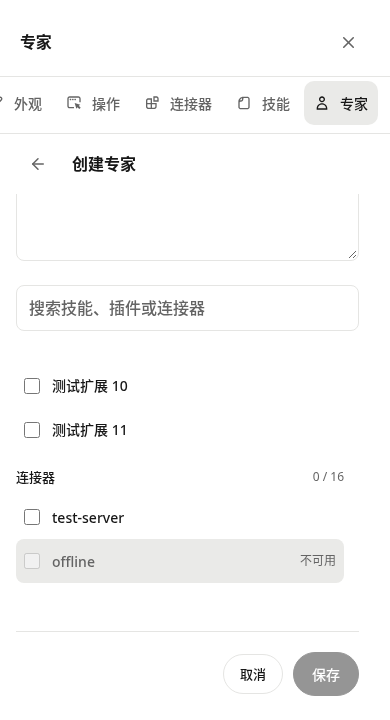 专家
外观 操作 连接器 技能 专家
创建专家
搜索技能、插件或连接器
测试扩展 10
测试扩展 11
连接器 0 / 16
test-server
offline 不可用
取消 保存